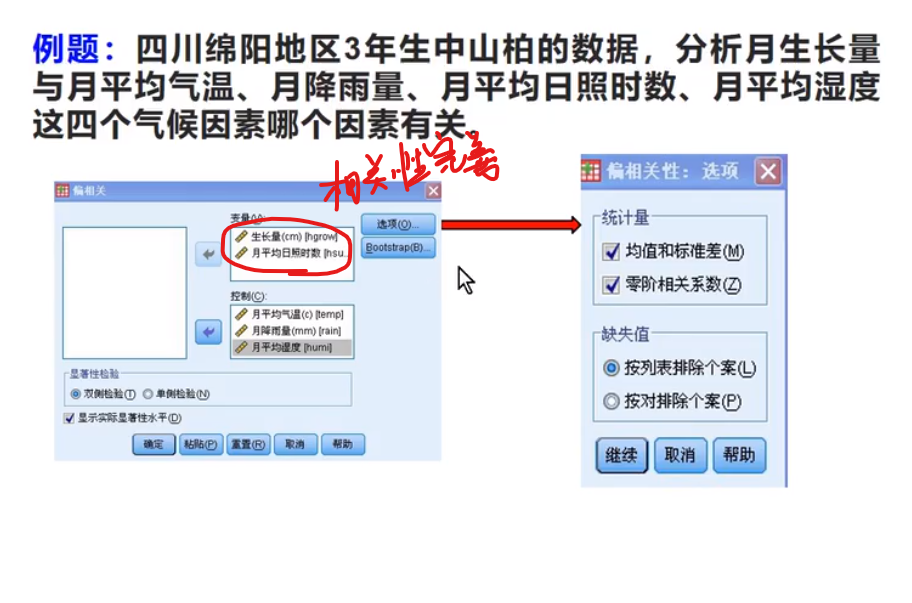 例题：四川绵阳地区3年生中山柏的数据，分析月生长量
与月平均气温、月降雨量、月平均日照时数、月平均湿度
这四个气候因素哪个因素有关。
相关性完善
偏相关
变量(V):
生长量(cm) [hgrow]
月平均日照时数 [hsu...
选项(O)...
Bootstrap(B)...
控制(C):
月平均气温(c) [temp]
月降雨量(mm) [rain]
月平均湿度 [humi]
显著性检验
双侧检验(T) 单侧检验(N)
显示实际显著性水平(D)
确定 粘贴(P) 重置(R) 取消 帮助
偏相关性：选项
统计量
均值和标准差(M)
零阶相关系数(Z)
缺失值
按列表排除个案(L)
按对排除个案(P)
继续 取消 帮助